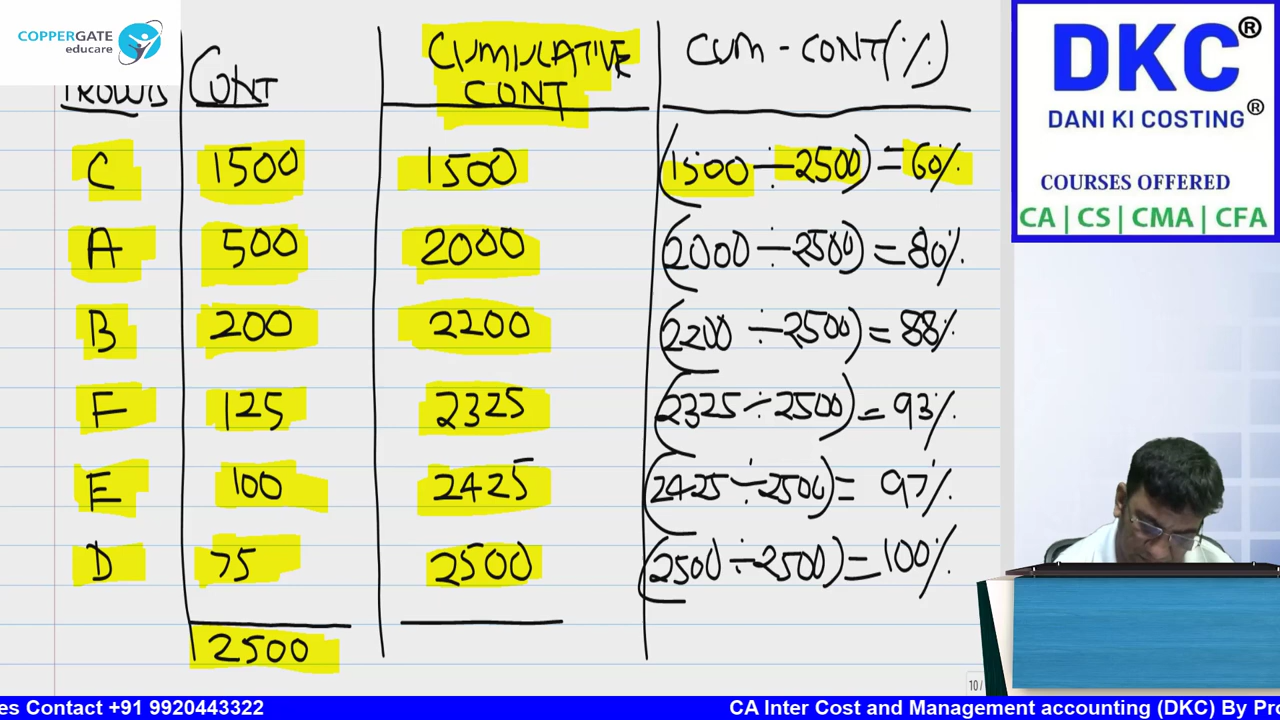 COPPERGATE
educare
CONT
CUMULATIVE
CONT
CUM - CONT (%)
C 1500 1500 (1500 ÷ 2500) = 60%
A 500 2000 (2000 ÷ 2500) = 80%
B 200 2200 (2200 ÷ 2500) = 88%
F 125 2325 (2325 ÷ 2500) = 93%
E 100 2425 (2425 ÷ 2500) = 97%
D 75 2500 (2500 ÷ 2500) = 100%
2500
DKC®
DANI KI COSTING®
COURSES OFFERED
CA | CS | CMA | CFA
10/
es Contact +91 9920443322
CA Inter Cost and Management accounting (DKC) By Pro